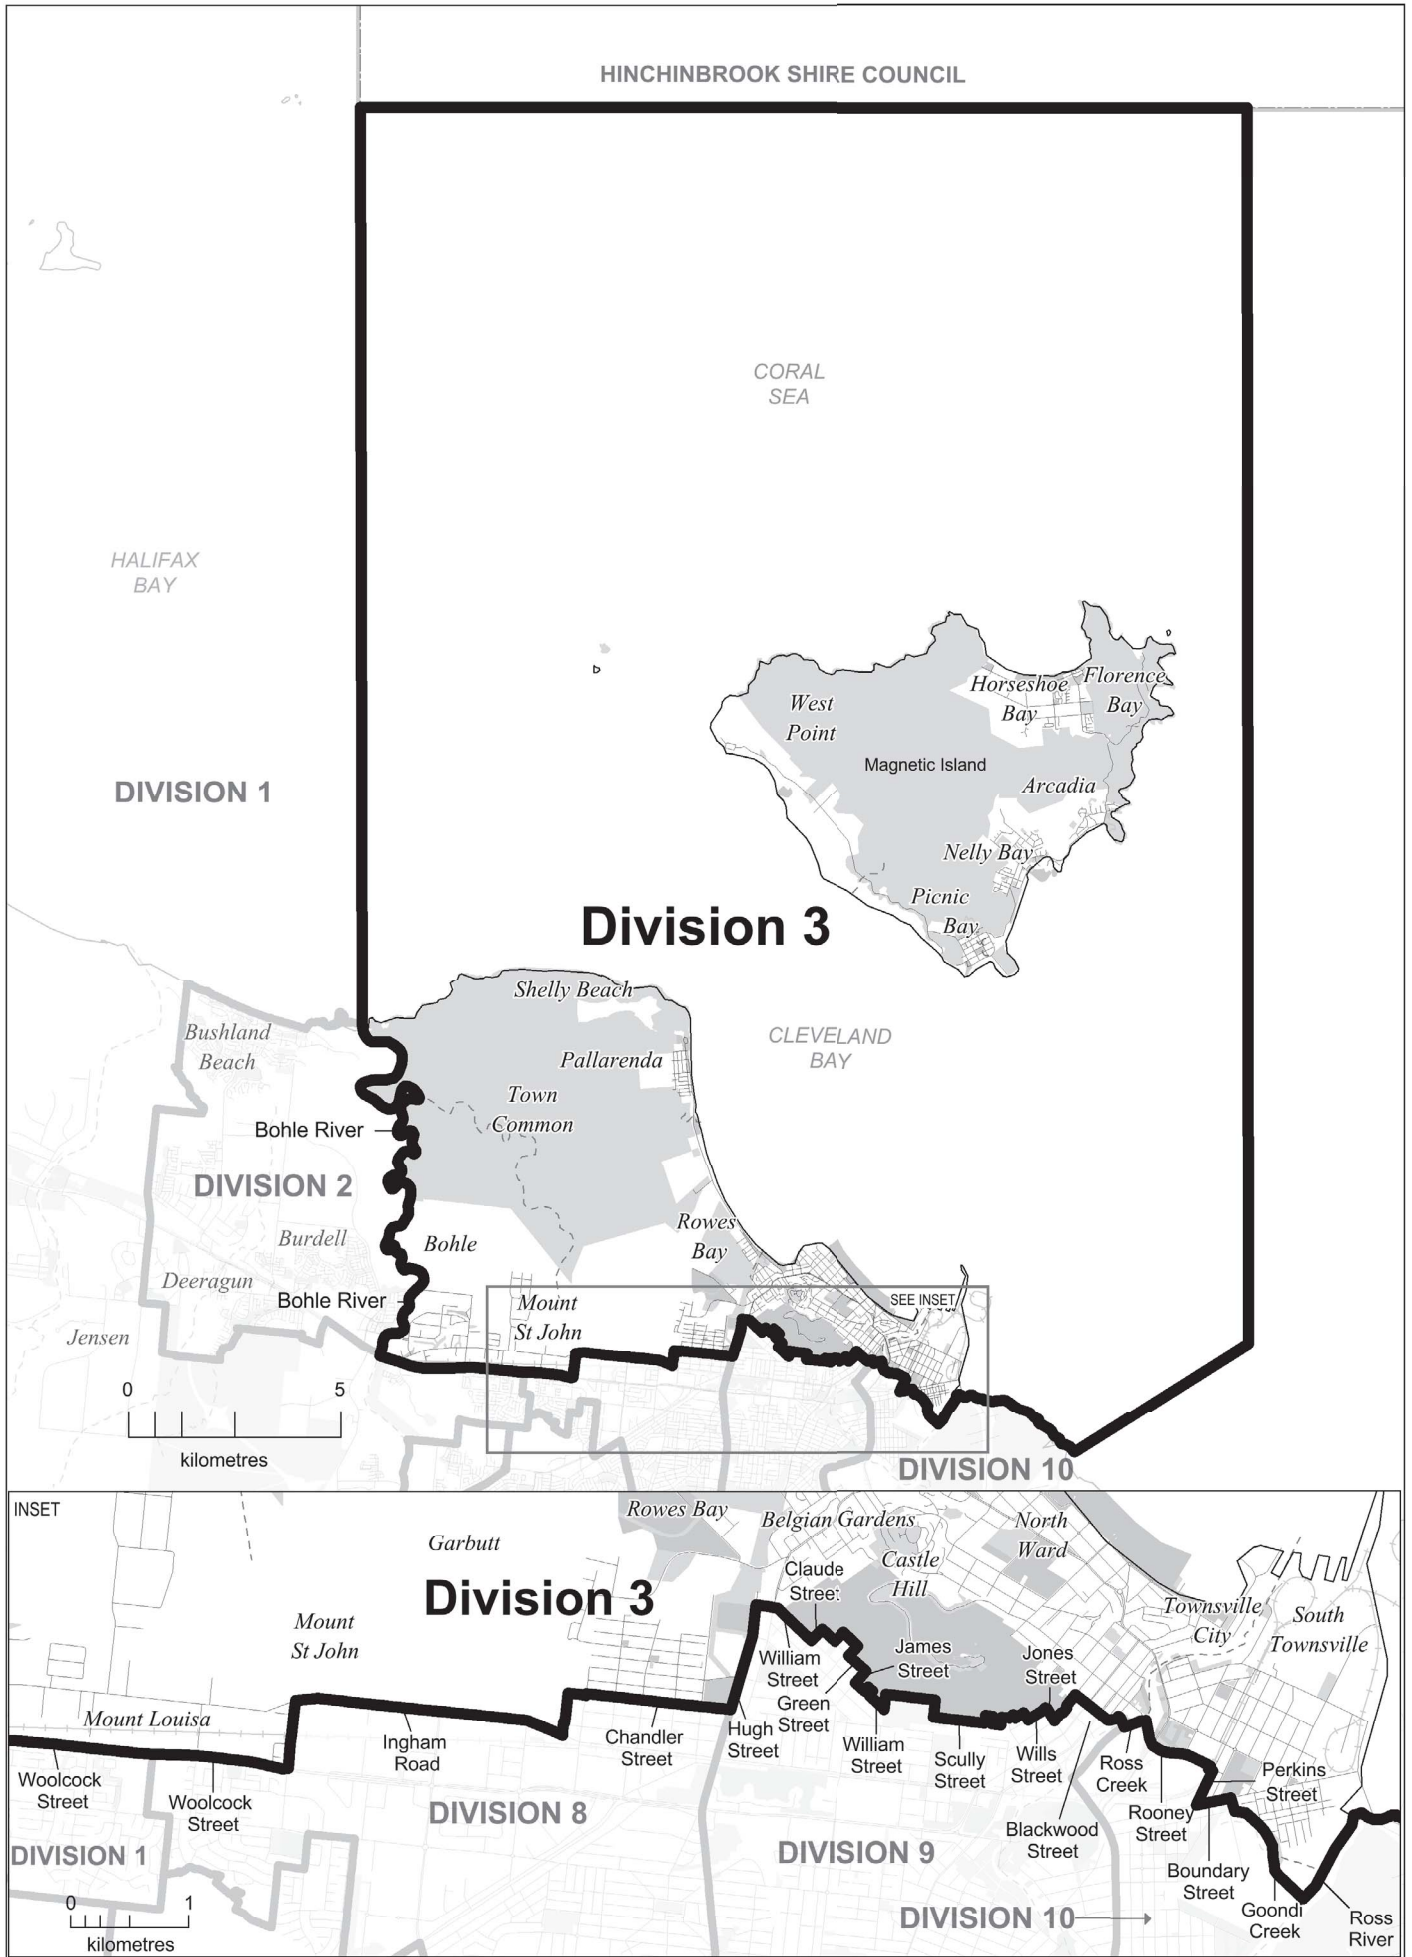 HINCHINBROOK SHIRE COUNCIL
CORAL
SEA
HALIFAX
BAY
West
Point
Horseshoe
Bay
Florence
Bay
Magnetic Island
Arcadia
DIVISION 1
Nelly Bay
Picnic
Bay
Division 3
Shelly Beach
Bushland
Beach
Pallarenda
CLEVELAND
BAY
Town
Common
Bohle River
DIVISION 2
Rowes
Bay
Burdell
Bohle
Deeragun
Bohle River
Mount
St John
SEE INSET
Jensen
0 5
kilometres
DIVISION 10
INSET
Rowes Bay
Belgian Gardens
North
Ward
Garbutt
Castle
Hill
Claude
Stree:
Division 3
Mount
St John
Townsville
City
South
Townsville
James
Street
Jones
Street
William
Street
Green
Street
Mount Louisa
Ingham
Road
Chandler
Street
Hugh
Street
William
Street
Scully
Street
Wills
Street
Ross
Creek
Perkins
Street
Woolcock
Street
Woolcock
Street
DIVISION 8
Rooney
Street
Blackwood
Street
DIVISION 1
DIVISION 9
Boundary
Street
0 1
kilometres
DIVISION 10
Goondi
Creek
Ross
River